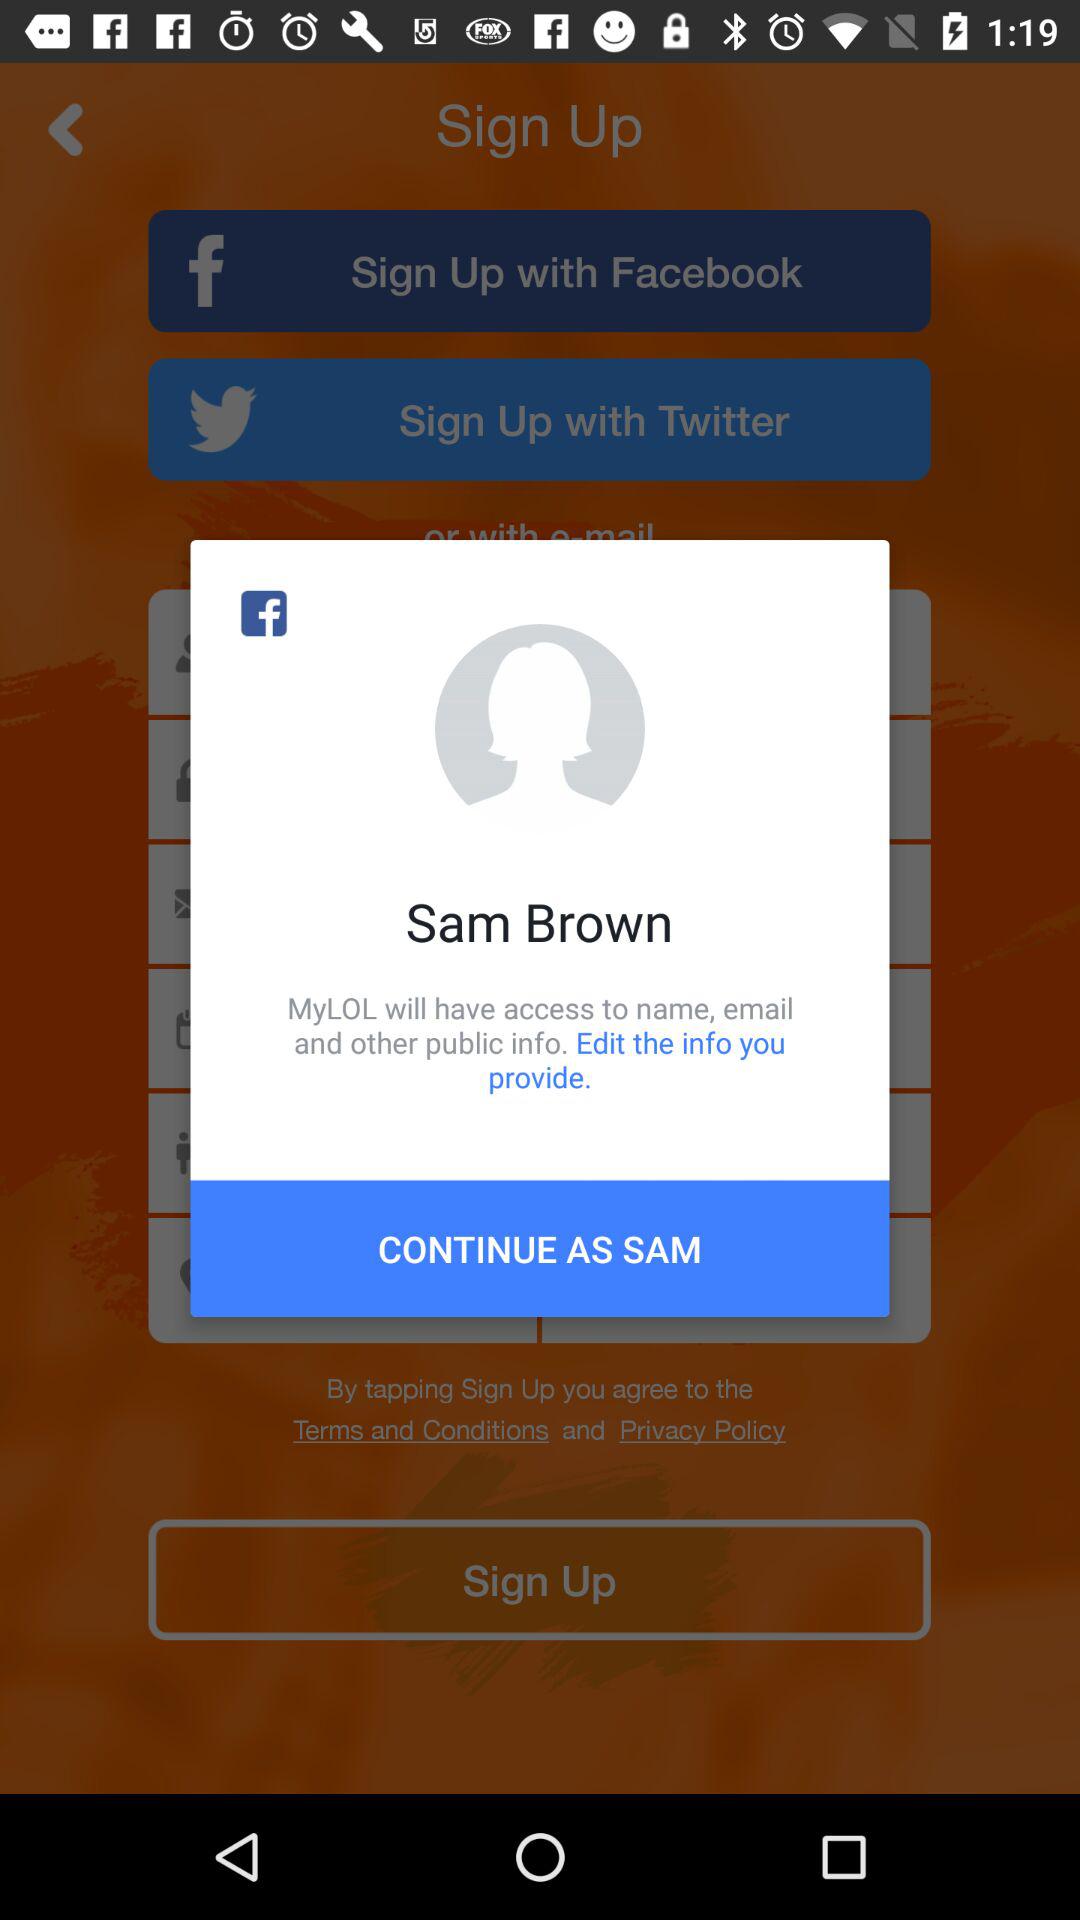 1:19
Sign Up
Sign Up with Facebook
Sign Up with Twitter
or with e-mail
Sam Brown
MyLOL will have access to name, email
and other public info. Edit the info you
provide.
CONTINUE AS SAM
By tapping Sign Up you agree to the
Terms and Conditions and Privacy Policy
Sign Up